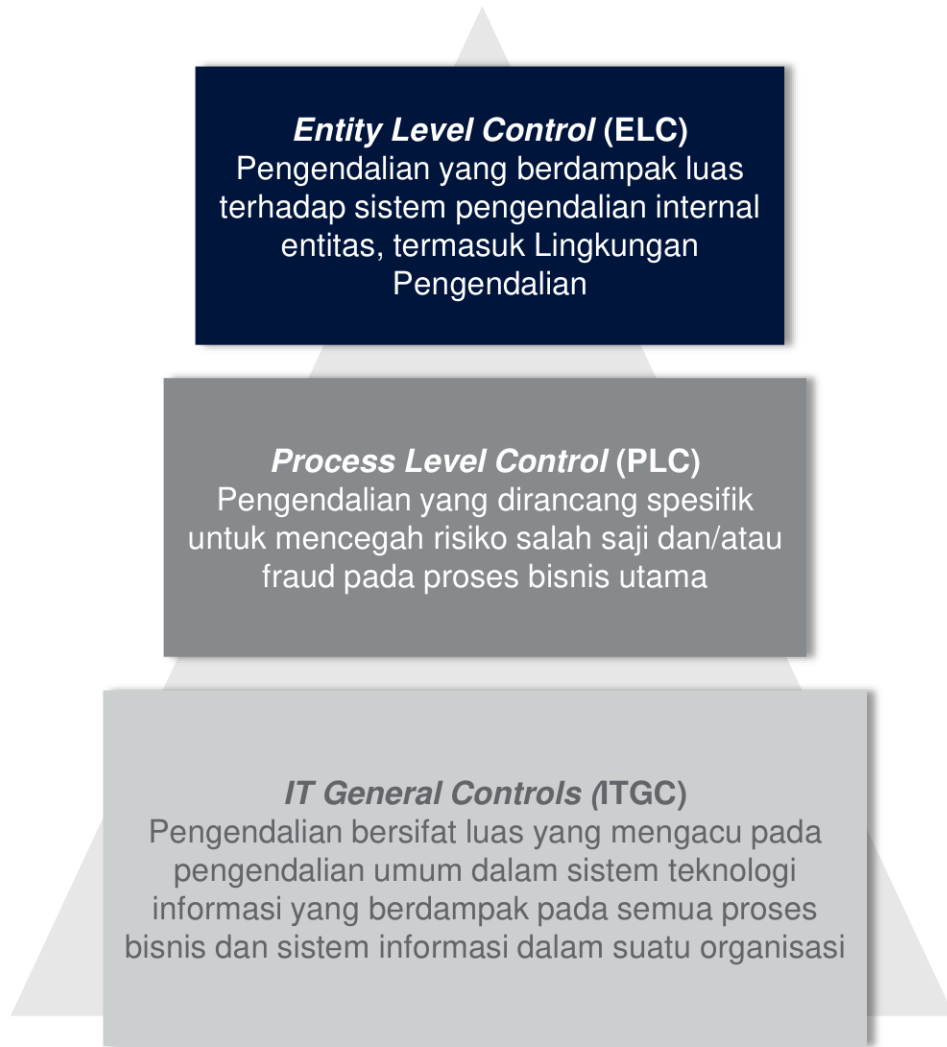 Entity Level Control (ELC)
Pengendalian yang berdampak luas
terhadap sistem pengendalian internal
entitas, termasuk Lingkungan
Pengendalian
Process Level Control (PLC)
Pengendalian yang dirancang spesifik
untuk mencegah risiko salah saji dan/atau
fraud pada proses bisnis utama
IT General Controls (ITGC)
Pengendalian bersifat luas yang mengacu pada
pengendalian umum dalam sistem teknologi
informasi yang berdampak pada semua proses
bisnis dan sistem informasi dalam suatu organisasi